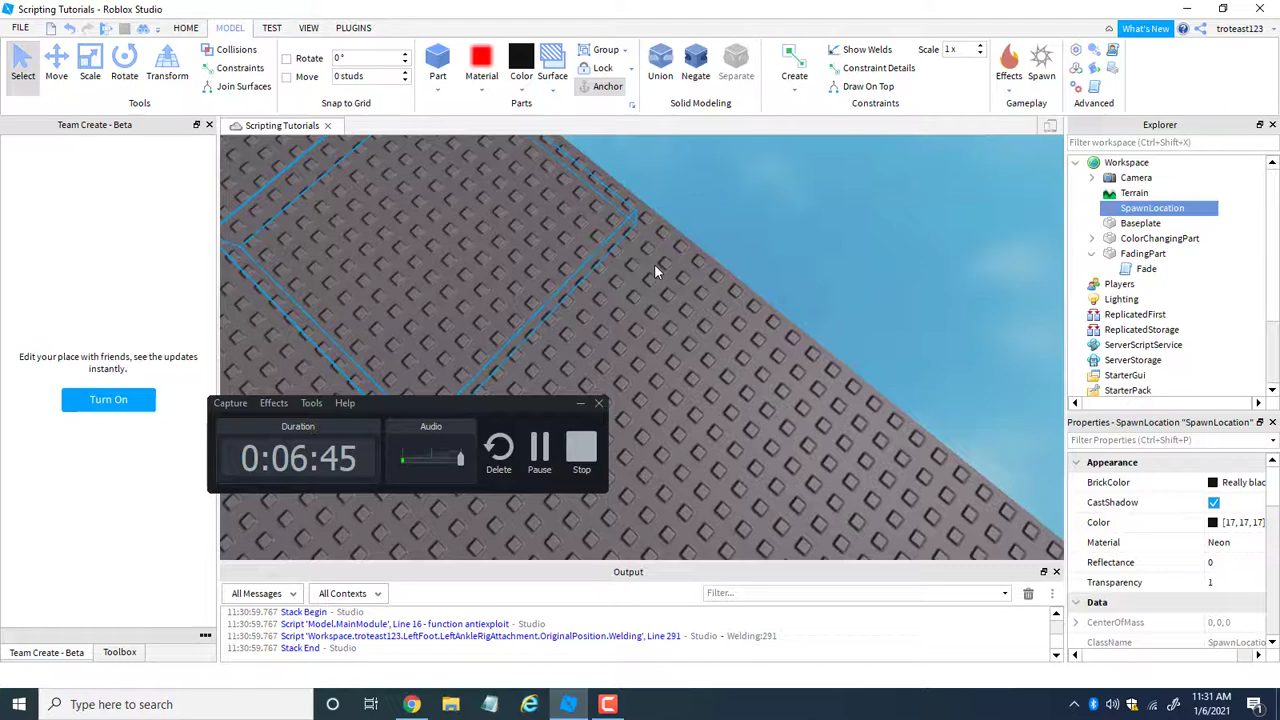 Scripting Tutorials - Roblox Studio
FILE
HOME
MODEL
TEST
VIEW
PLUGINS
What's New
troteast123
Select
Move
Scale
Rotate
Transform
Tools
Collisions
Constraints
Join Surfaces
Rotate
0 °
Move
0 studs
Snap to Grid
Part
Material
Color
Surface
Group
Lock
Anchor
Parts
Union
Negate
Separate
Solid Modeling
Create
Show Welds
Scale
1 x
Constraint Details
Draw On Top
Constraints
Effects
Spawn
Gameplay
Advanced
Team Create - Beta
Edit your place with friends, see the updates
instantly.
Turn On
Team Create - Beta
Toolbox
Scripting Tutorials
Capture
Effects
Tools
Help
Duration
0:06:45
Audio
Delete
Pause
Stop
Output
All Messages
All Contexts
Filter...
11:30:59.767 Stack Begin - Studio
11:30:59.767 Script 'Model.MainModule', Line 16 - function antiexploit - Studio
11:30:59.767 Script 'Workspace.troteast123.LeftFoot.LeftAnkleRigAttachment.OriginalPosition.Welding', Line 291 - Studio - Welding:291
11:30:59.767 Stack End - Studio
Explorer
Filter workspace (Ctrl+Shift+X)
Workspace
Camera
Terrain
SpawnLocation
Baseplate
ColorChangingPart
FadingPart
Fade
Players
Lighting
ReplicatedFirst
ReplicatedStorage
ServerScriptService
ServerStorage
StarterGui
StarterPack
Properties - SpawnLocation "SpawnLocation"
Filter Properties (Ctrl+Shift+P)
Appearance
BrickColor
Really blac
CastShadow
Color
[17, 17, 17]
Material
Neon
Reflectance
0
Transparency
1
Data
CenterOfMass
0, 0, 0
ClassName
SpawnLocatio
Type here to search
11:31 AM
1/6/2021